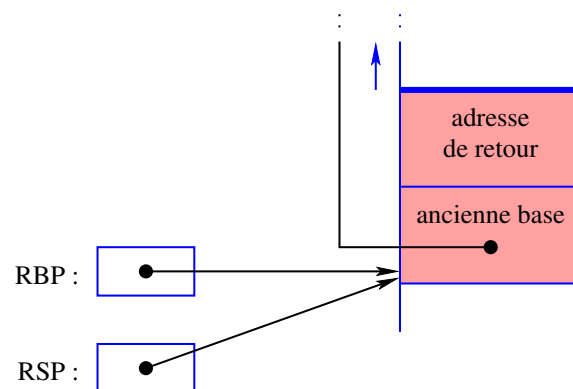 adresse
de retour
ancienne base
RBP :
RSP :